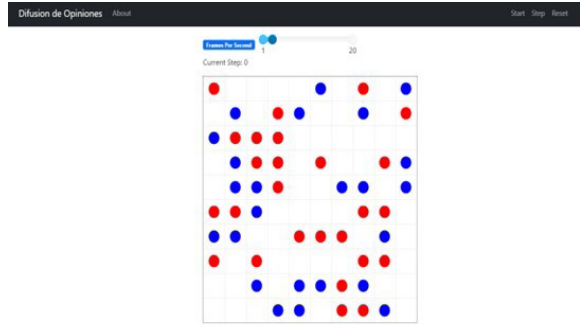 Difusion de Opiniones About Start Step Reset
Frames Per Second
1 20
Current Step: 0